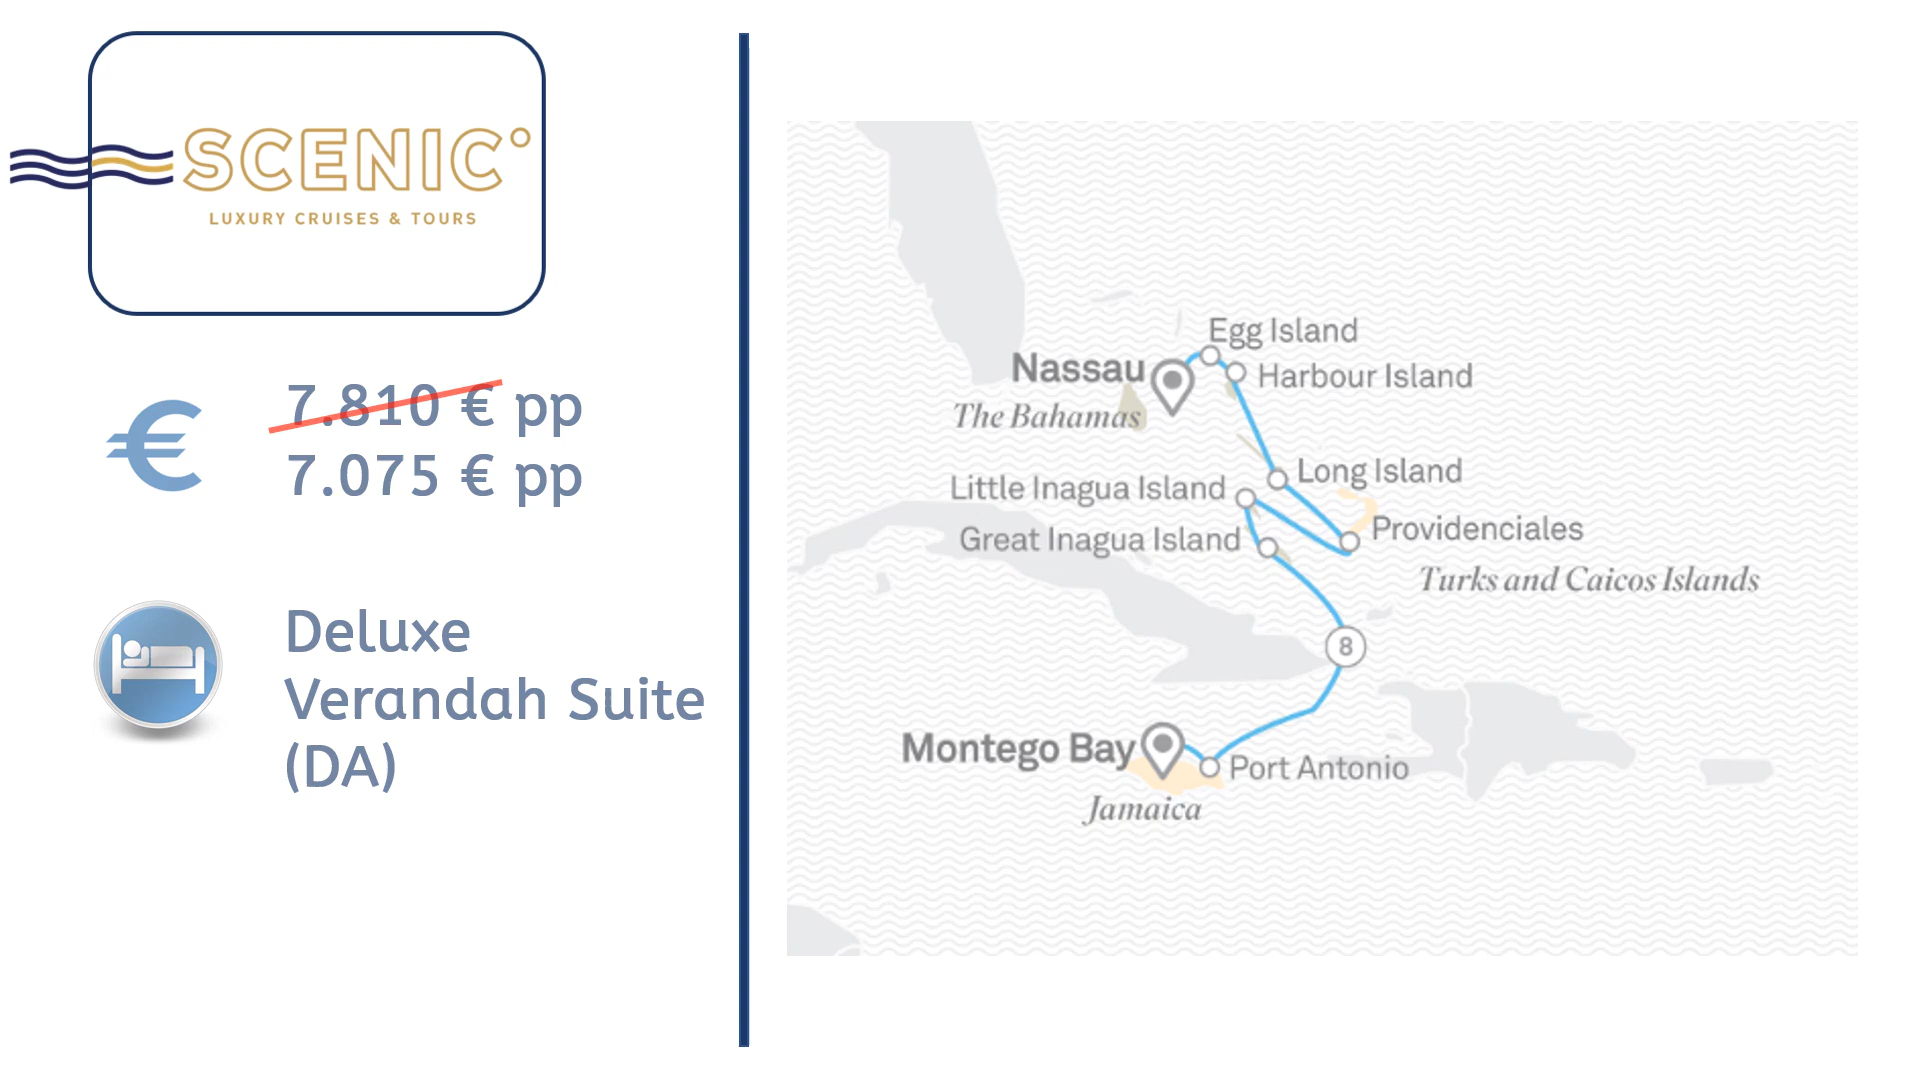 SCENIC°
LUXURY CRUISES & TOURS
7.810 € pp
7.075 € pp
Deluxe
Verandah Suite
(DA)
Egg Island
Nassau
Harbour Island
The Bahamas
Long Island
Little Inagua Island
Providenciales
Great Inagua Island
Turks and Caicos Islands
8
Montego Bay
Port Antonio
Jamaica